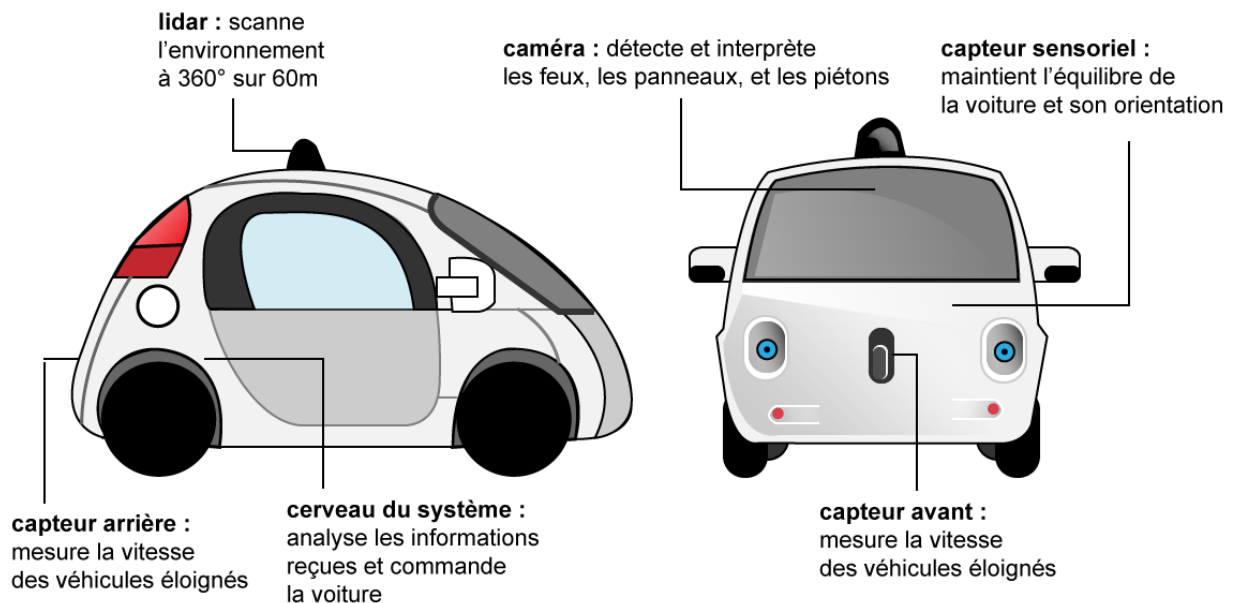 lidar : scanne
l’environnement
à 360° sur 60m
caméra : détecte et interprète
les feux, les panneaux, et les piétons
capteur sensoriel :
maintient l’équilibre de
la voiture et son orientation
capteur arrière :
mesure la vitesse
des véhicules éloignés
cerveau du système :
analyse les informations
reçues et commande
la voiture
capteur avant :
mesure la vitesse
des véhicules éloignés